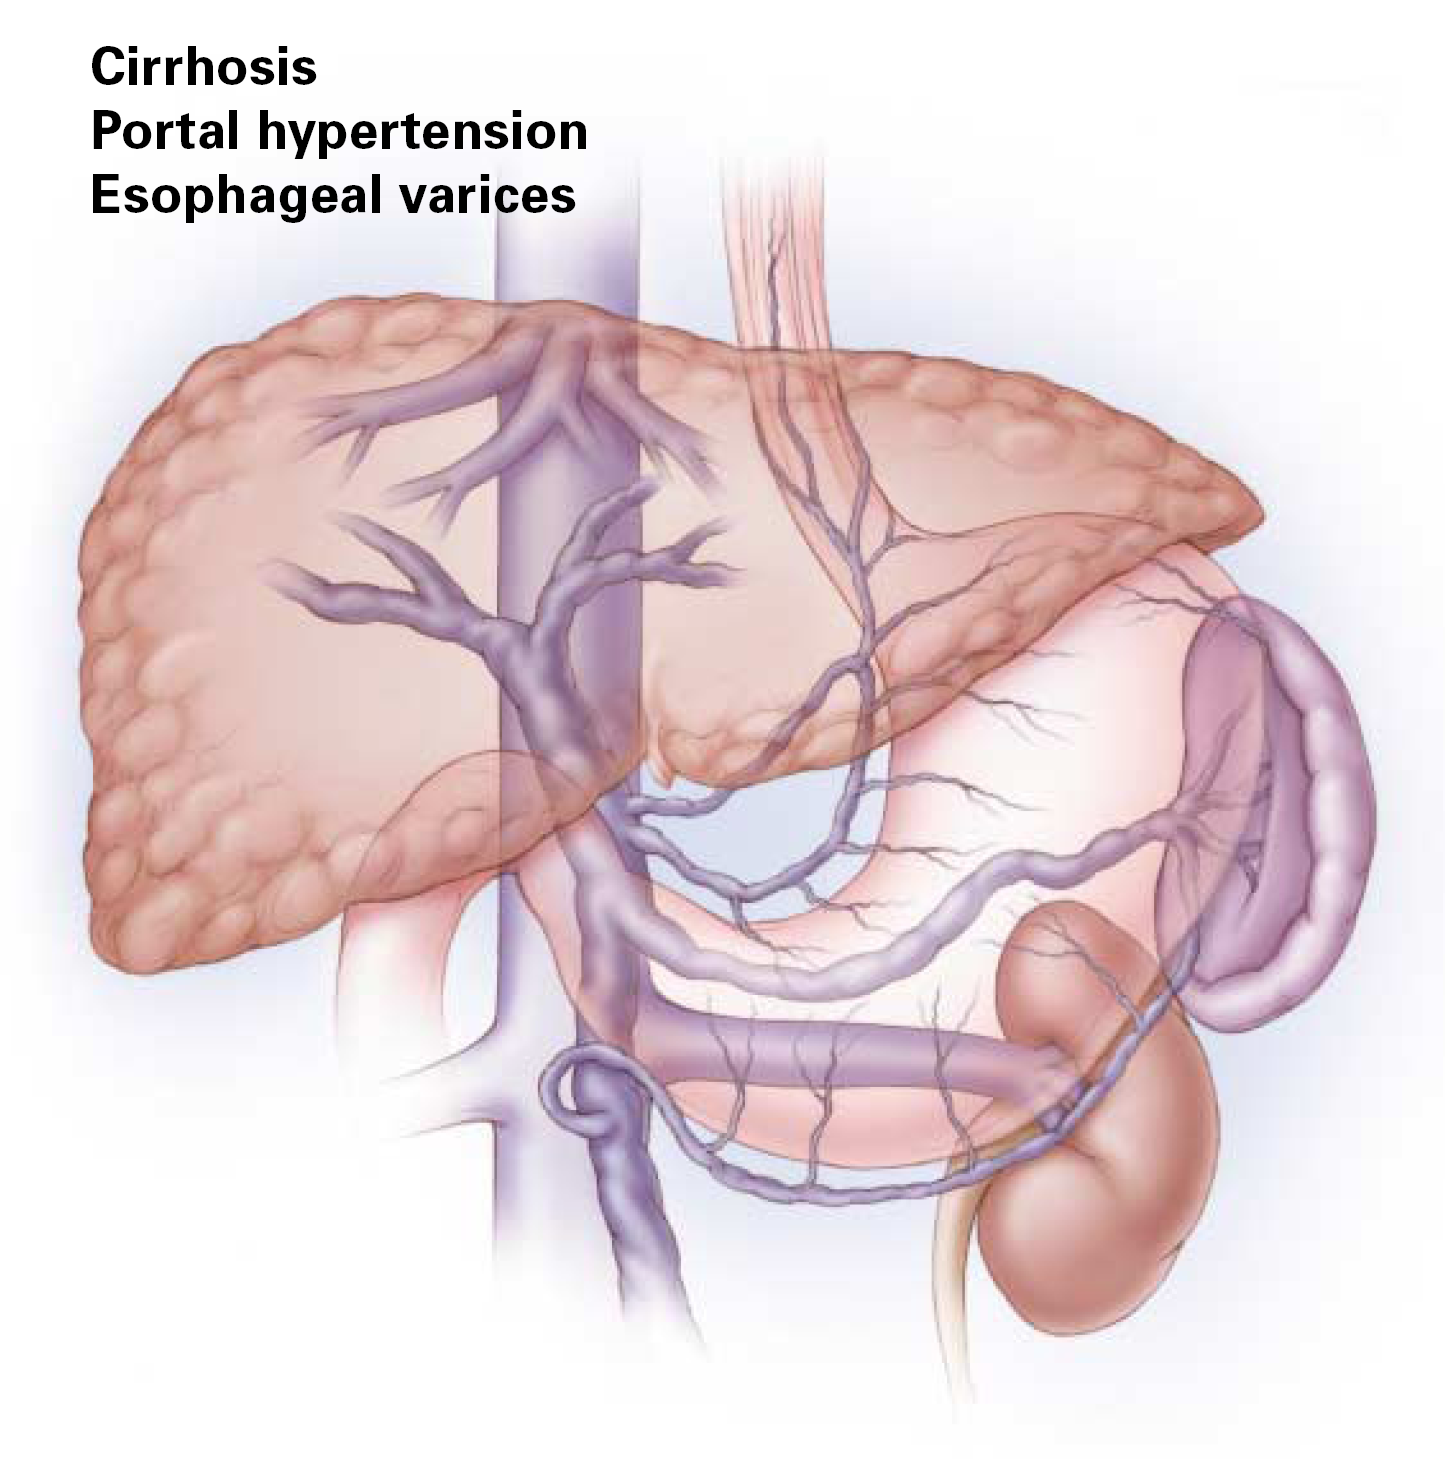 Cirrhosis
Portal hypertension
Esophageal varices